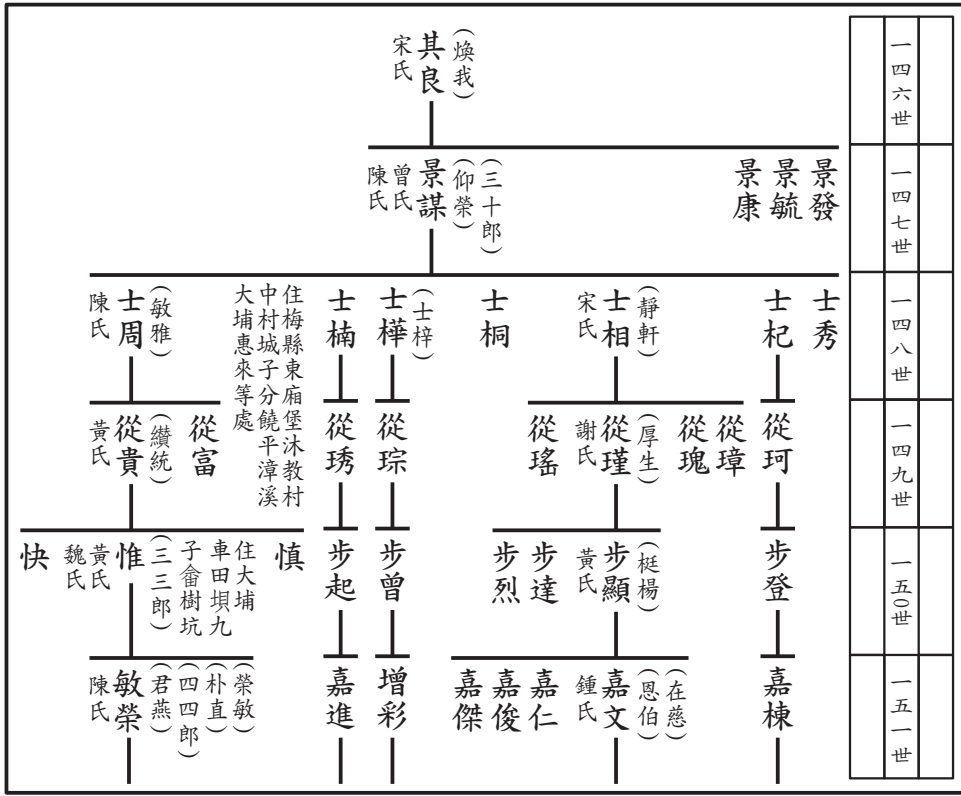 一四六世
(煥我)
其良
宋氏
一四七世
景發
景毓
景康
(三十郎)
(仰榮)
景謀
曾氏
陳氏
一四八世
士秀
士杞
(靜軒)
士相
宋氏
士桐
(士梓)
士樺
士楠
住梅縣東廂堡沐教村
中村城子分饒平漳溪
大埔惠來等處
(敏雅)
士周
陳氏
一四九世
從珂
從璋
從瑰
(厚生)
從瑾
謝氏
從瑤
從琮
從琇
從富
(纘統)
從貴
黃氏
一五〇世
步登
(梃楊)
步顯
黃氏
步達
步烈
步曾
步起
慎
住大埔
車田垻九
子畲樹坑
(三三郎)
惟
黃氏
魏氏
快
一五一世
嘉棟
(在慈)
(恩伯)
嘉文
鍾氏
嘉仁
嘉俊
嘉傑
增彩
嘉進
(榮敏)
(朴直)
(四四郎)
(君燕)
敏榮
陳氏